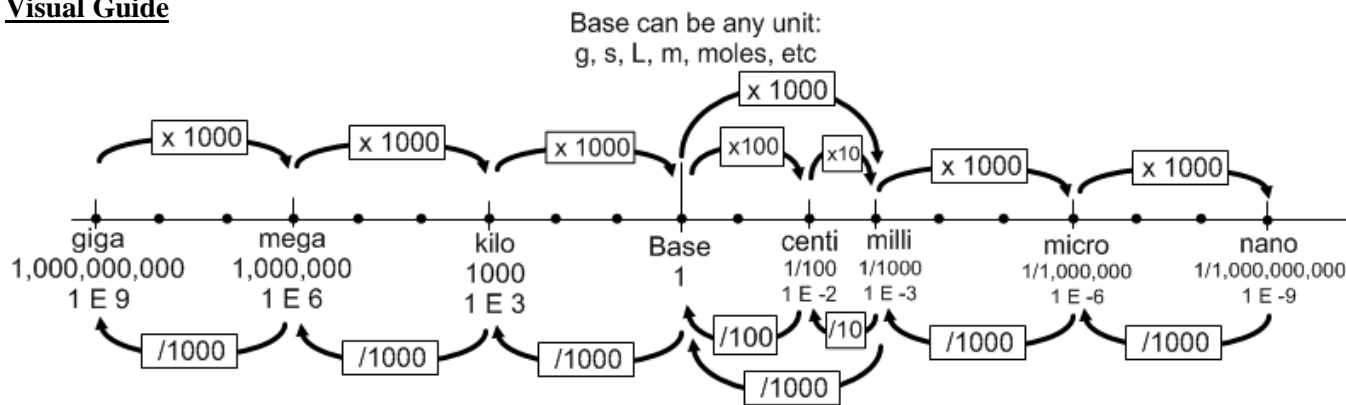 Visual Guide
Base can be any unit:
g, s, L, m, moles, etc
x 1000
x 1000
x 1000
x 1000
x100
x10
x 1000
x 1000
giga
1,000,000,000
1 E 9
mega
1,000,000
1 E 6
kilo
1000
1 E 3
Base
1
centi
1/100
1 E -2
milli
1/1000
1 E -3
micro
1/1,000,000
1 E -6
nano
1/1,000,000,000
1 E -9
/1000
/1000
/1000
/100
/10
/1000
/1000
/1000